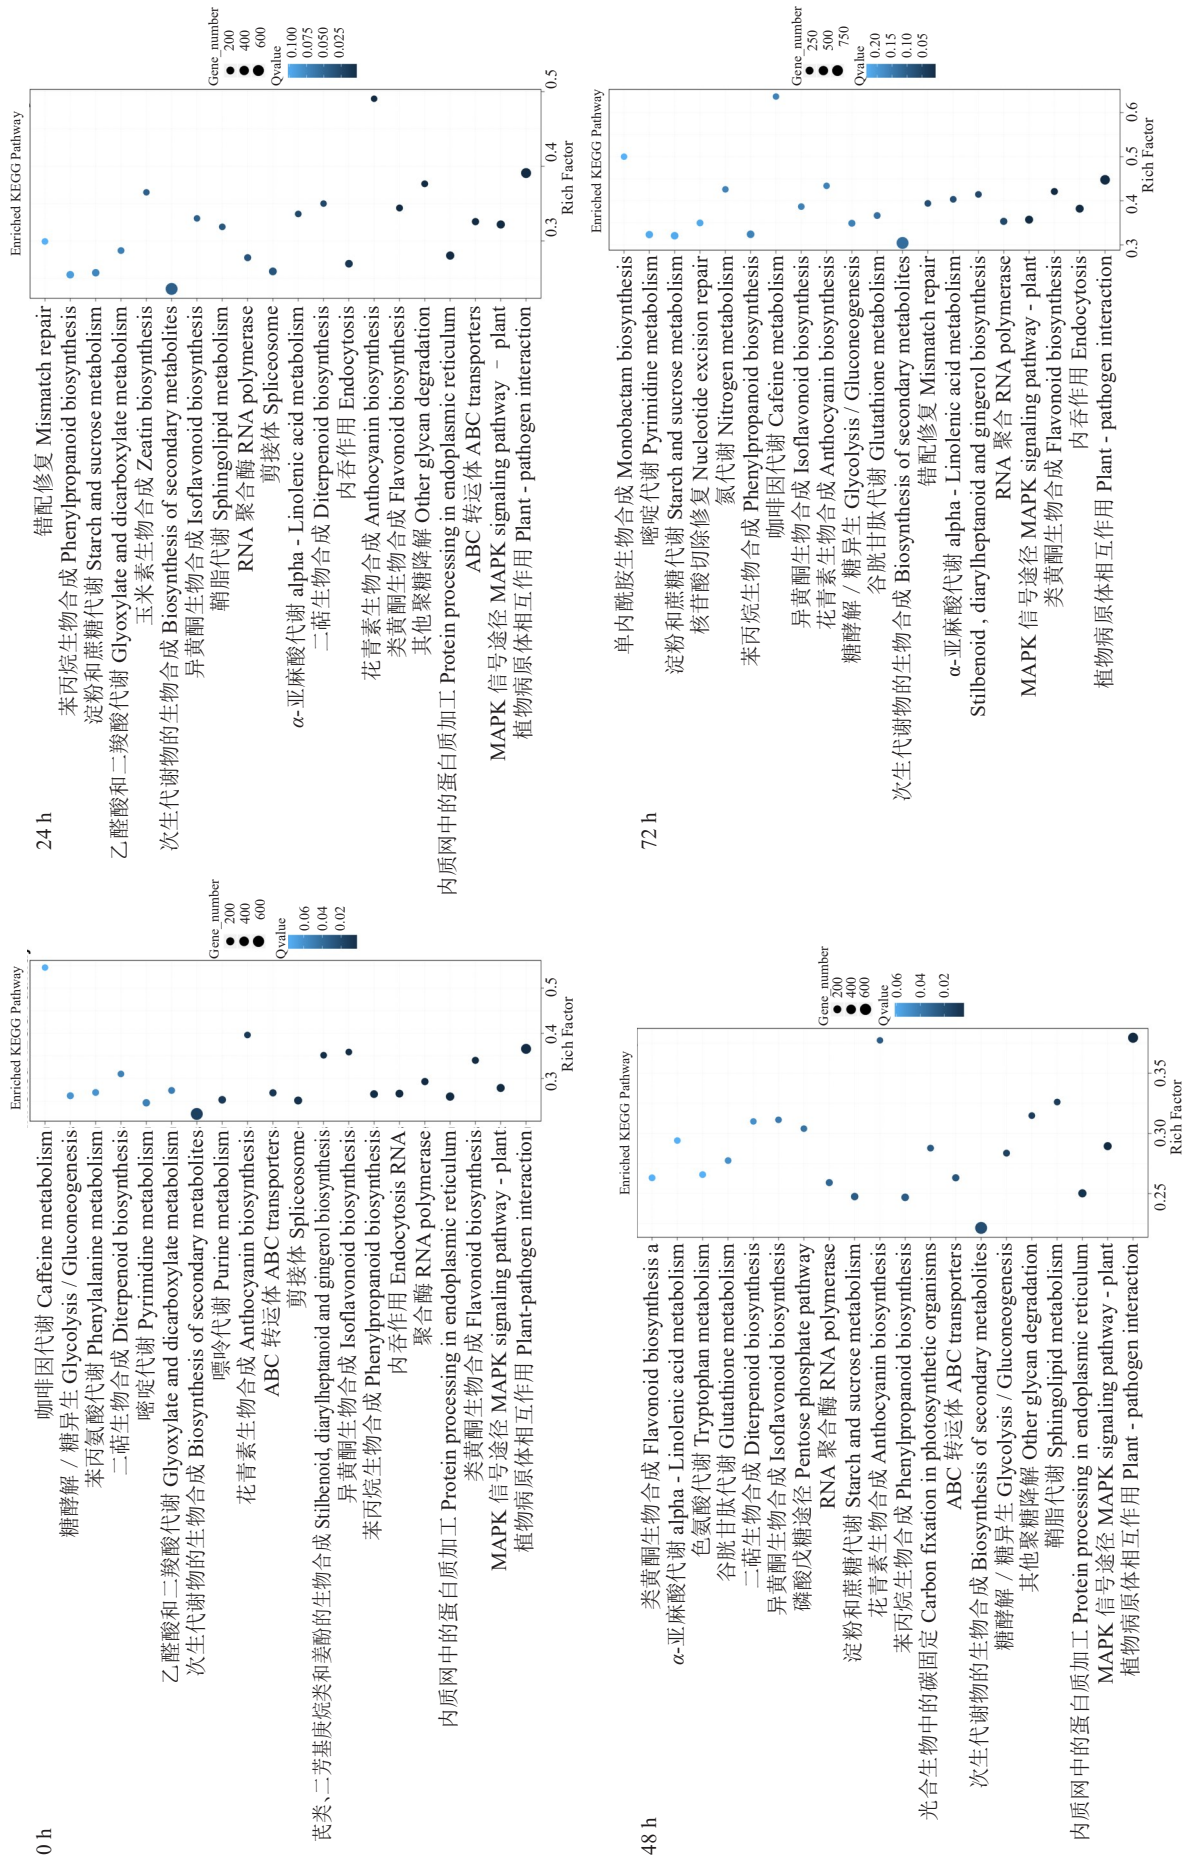 0 h
Enriched KEGG Pathway
咖啡因代谢 Caffine metabolism
糖酵解 / 糖异生 Glycolysis / Gluconeogenesis
苯丙氨酸代谢 Phenylalanine metabolism
二萜生物合成 Diterpenoid biosynthesis
嘧啶代谢 Pyrimidine metabolism
乙醛酸和二羧酸代谢 Glyoxylate and dicarboxylate metabolism
次生代谢物的生物合成 Biosynthesis of secondary metabolites
嘌呤代谢 Purine metabolism
花青素生物合成 Anthocyanin biosynthesis
ABC 转运体 ABC transporters
剪接体 Spliceosome
芪类、二芳基庚烷类和姜酚的生物合成 Stilbenoid, diarylheptanoid and gingerol biosynthesis
异黄酮生物合成 Isoflavonoid biosynthesis
苯丙烷生物合成 Phenylpropanoid biosynthesis
内吞作用 Endocytosis RNA
聚合酶 RNA polymerase
内质网中的蛋白质加工 Protein processing in endoplasmic reticulum
类黄酮生物合成 Flavonoid biosynthesis
MAPK 信号途径 MAPK signaling pathway - plant
植物病原体相互作用 Plant-pathogen interaction
0.3 0.4 0.5
Rich Factor
Gene_number
200
400
600
Qvalue
0.06
0.04
0.02
24 h
Enriched KEGG Pathway
错配修复 Mismatch repair
苯丙烷生物合成 Phenylpropanoid biosynthesis
淀粉和蔗糖代谢 Starch and sucrose metabolism
乙醛酸和二羧酸代谢 Glyoxylate and dicarboxylate metabolism
玉米素生物合成 Zeatin biosynthesis
次生代谢物的生物合成 Biosynthesis of secondary metabolites
异黄酮生物合成 Isoflavonoid biosynthesis
鞘脂代谢 Sphingolipid metabolism
RNA 聚合酶 RNA polymerase
剪接体 Spliceosome
α-亚麻酸代谢 alpha - Linolenic acid metabolism
二萜生物合成 Diterpenoid biosynthesis
内吞作用 Endocytosis
花青素生物合成 Anthocyanin biosynthesis
类黄酮生物合成 Flavonoid biosynthesis
其他聚糖降解 Other glycan degradation
内质网中的蛋白质加工 Protein processing in endoplasmic reticulum
ABC 转运体 ABC transporters
MAPK 信号途径 MAPK signaling pathway – plant
植物病原体相互作用 Plant - pathogen interaction
0.3 0.4 0.5
Rich Factor
Gene_number
200
400
600
Qvalue
0.100
0.075
0.050
0.025
48 h
Enriched KEGG Pathway
类黄酮生物合成 Flavonoid biosynthesis a
α-亚麻酸代谢 alpha - Linolenic acid metabolism
色氨酸代谢 Tryptophan metabolism
谷胱甘肽代谢 Glutathione metabolism
二萜生物合成 Diterpenoid biosynthesis
异黄酮生物合成 Isoflavonoid biosynthesis
磷酸戊糖途径 Pentose phosphate pathway
RNA 聚合酶 RNA polymerase
淀粉和蔗糖代谢 Starch and sucrose metabolism
花青素生物合成 Anthocyanin biosynthesis
苯丙烷生物合成 Phenylpropanoid biosynthesis
光合生物中的碳固定 Carbon fixation in photosynthetic organisms
ABC 转运体 ABC transporters
次生代谢物的生物合成 Biosynthesis of secondary metabolites
糖酵解 / 糖异生 Glycolysis / Gluconeogenesis
其他聚糖降解 Other glycan degradation
鞘脂代谢 Sphingolipid metabolism
内质网中的蛋白质加工 Protein processing in endoplasmic reticulum
MAPK 信号途径 MAPK signaling pathway - plant
植物病原体相互作用 Plant - pathogen interaction
0.25 0.30 0.35
Rich Factor
Gene_number
200
400
600
Qvalue
0.06
0.04
0.02
72 h
Enriched KEGG Pathway
单内酰胺生物合成 Monobactam biosynthesis
嘧啶代谢 Pyrimidine metabolism
淀粉和蔗糖代谢 Starch and sucrose metabolism
核苷酸切除修复 Nucleotide excision repair
氮代谢 Nitrogen metabolism
苯丙烷生物合成 Phenylpropanoid biosynthesis
咖啡因代谢 Cafeine metabolism
异黄酮生物合成 Isoflavonoid biosynthesis
花青素生物合成 Anthocyanin biosynthesis
糖酵解 / 糖异生 Glycolysis / Gluconeogenesis
谷胱甘肽代谢 Glutathione metabolism
次生代谢物的生物合成 Biosynthesis of secondary metabolites
错配修复 Mismatch repair
α-亚麻酸代谢 alpha - Linolenic acid metabolism
Stilbenoid , diarylheptanoid and gingerol biosynthesis
RNA 聚合 RNA polymerase
MAPK 信号途径 MAPK signaling pathway - plant
类黄酮生物合成 Flavonoid biosynthesis
内吞作用 Endocytosis
植物病原体相互作用 Plant - pathogen interaction
0.3 0.4 0.5 0.6
Rich Factor
Gene_number
250
500
750
Qvalue
0.20
0.15
0.10
0.05